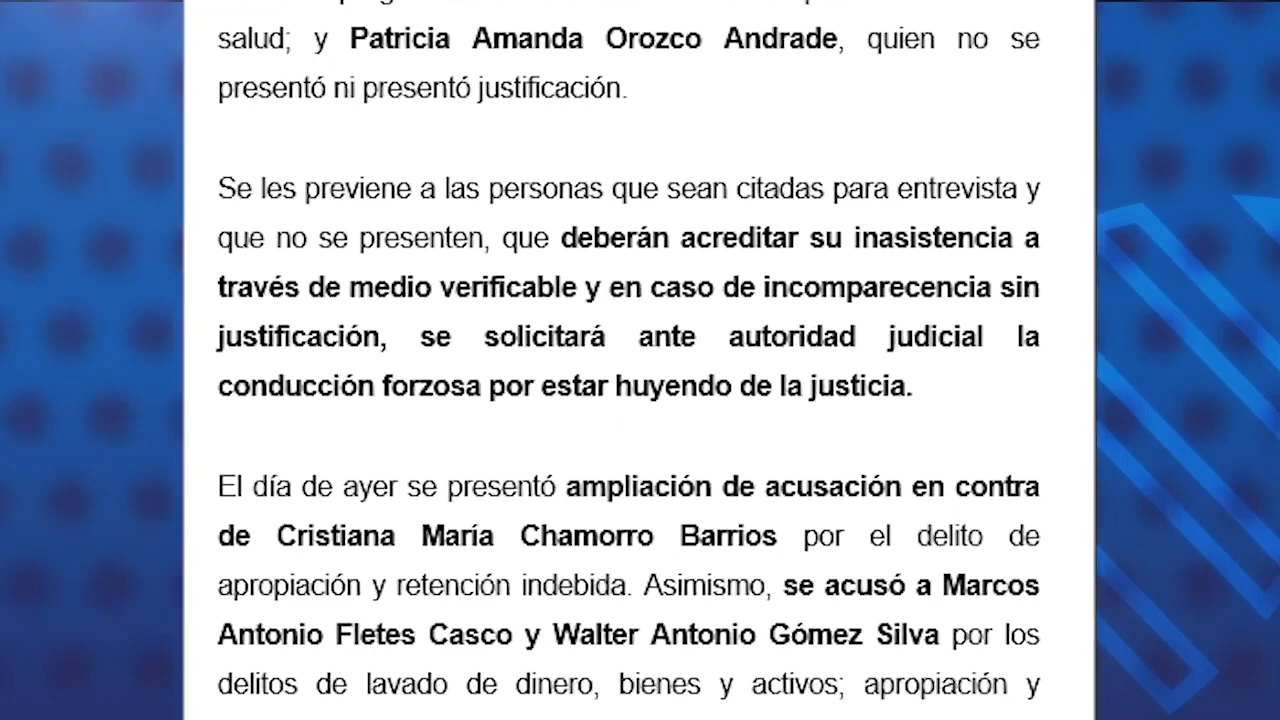 salud; y Patricia Amanda Orozco Andrade, quien no se
presentó ni presentó justificación.
Se les previene a las personas que sean citadas para entrevista y
que no se presenten, que deberán acreditar su inasistencia a
través de medio verificable y en caso de incomparecencia sin
justificación, se solicitará ante autoridad judicial la
conducción forzosa por estar huyendo de la justicia.
El día de ayer se presentó ampliación de acusación en contra
de Cristiana María Chamorro Barrios por el delito de
apropiación y retención indebida. Asimismo, se acusó a Marcos
Antonio Fletes Casco y Walter Antonio Gómez Silva por los
delitos de lavado de dinero, bienes y activos; apropiación y